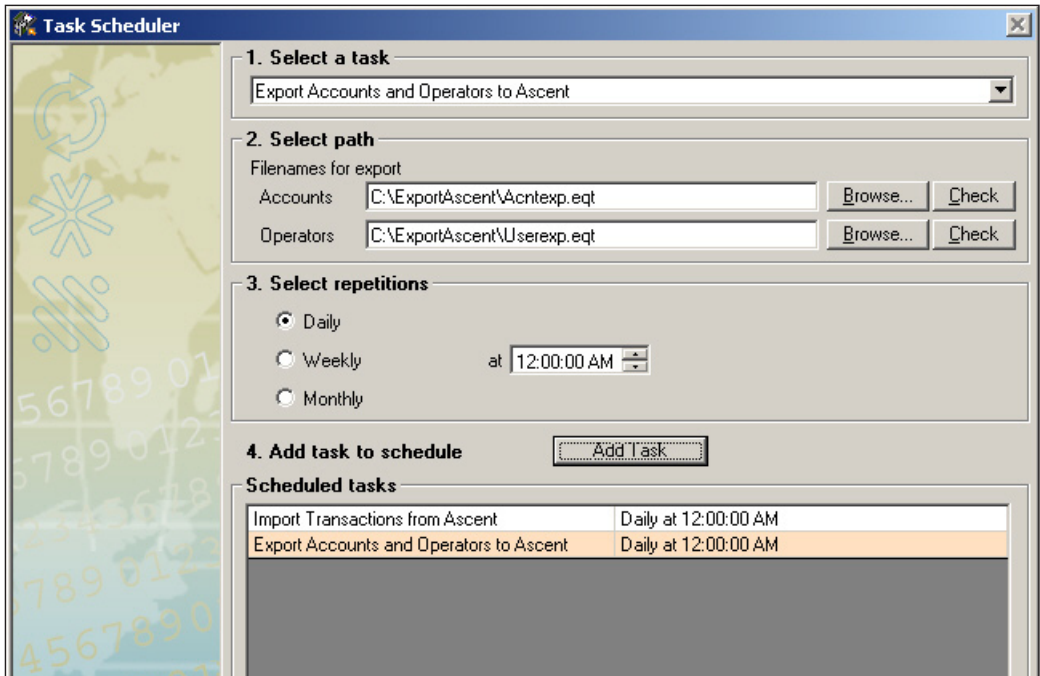 Task Scheduler
1. Select a task
Export Accounts and Operators to Ascent
2. Select path
Filenames for export
Accounts C:\ExportAscent\Acntexp.eqt Browse... Check
Operators C:\ExportAscent\Userexp.eqt Browse... Check
3. Select repetitions
Daily
Weekly at 12:00:00 AM
Monthly
4. Add task to schedule Add Task
Scheduled tasks
Import Transactions from Ascent Daily at 12:00:00 AM
Export Accounts and Operators to Ascent Daily at 12:00:00 AM